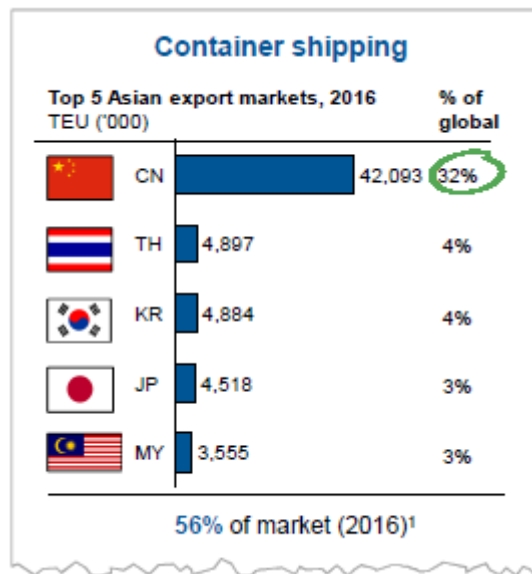 Container shipping
Top 5 Asian export markets, 2016
TEU ('000)
% of
global
CN 42,093 32%
TH 4,897 4%
KR 4,884 4%
JP 4,518 3%
MY 3,555 3%
56% of market (2016)¹